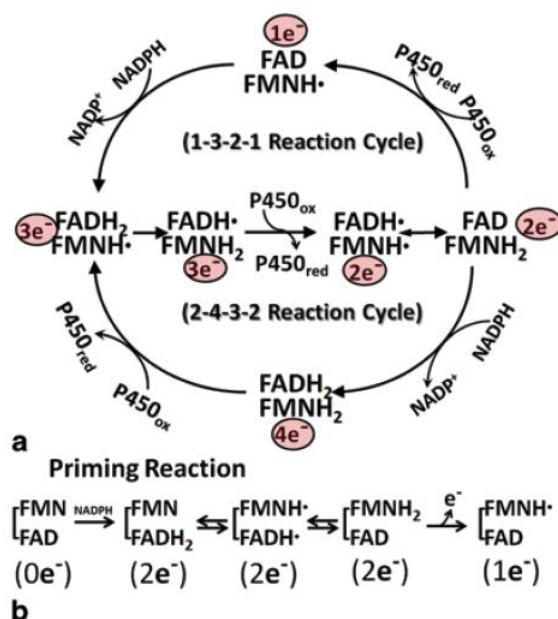 1e⁻
FAD
FMNH•
NADPH
NADP⁺
P450red
P450ox
(1-3-2-1 Reaction Cycle)
3e⁻
FADH₂
FMNH•
FADH•
FMNH₂
3e⁻
P450ox
P450red
FADH•
FMNH•
2e⁻
FAD
FMNH₂
2e⁻
(2-4-3-2 Reaction Cycle)
P450red
P450ox
NADPH
NADP⁺
FADH₂
FMNH₂
4e⁻
a
Priming Reaction
FMN NADPH FMN FMNH• FMNH₂ e⁻ FMNH•
FAD FADH₂ FADH• FAD FAD
(0e⁻) (2e⁻) (2e⁻) (2e⁻) (1e⁻)
b